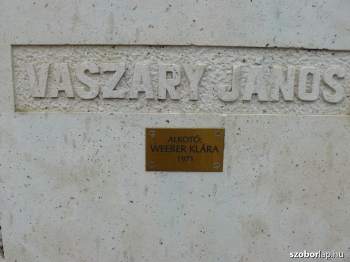 VASZARY JÁNOS
ALKOTÓ:
WEEBER KLÁRA
1971
szoborlap.hu